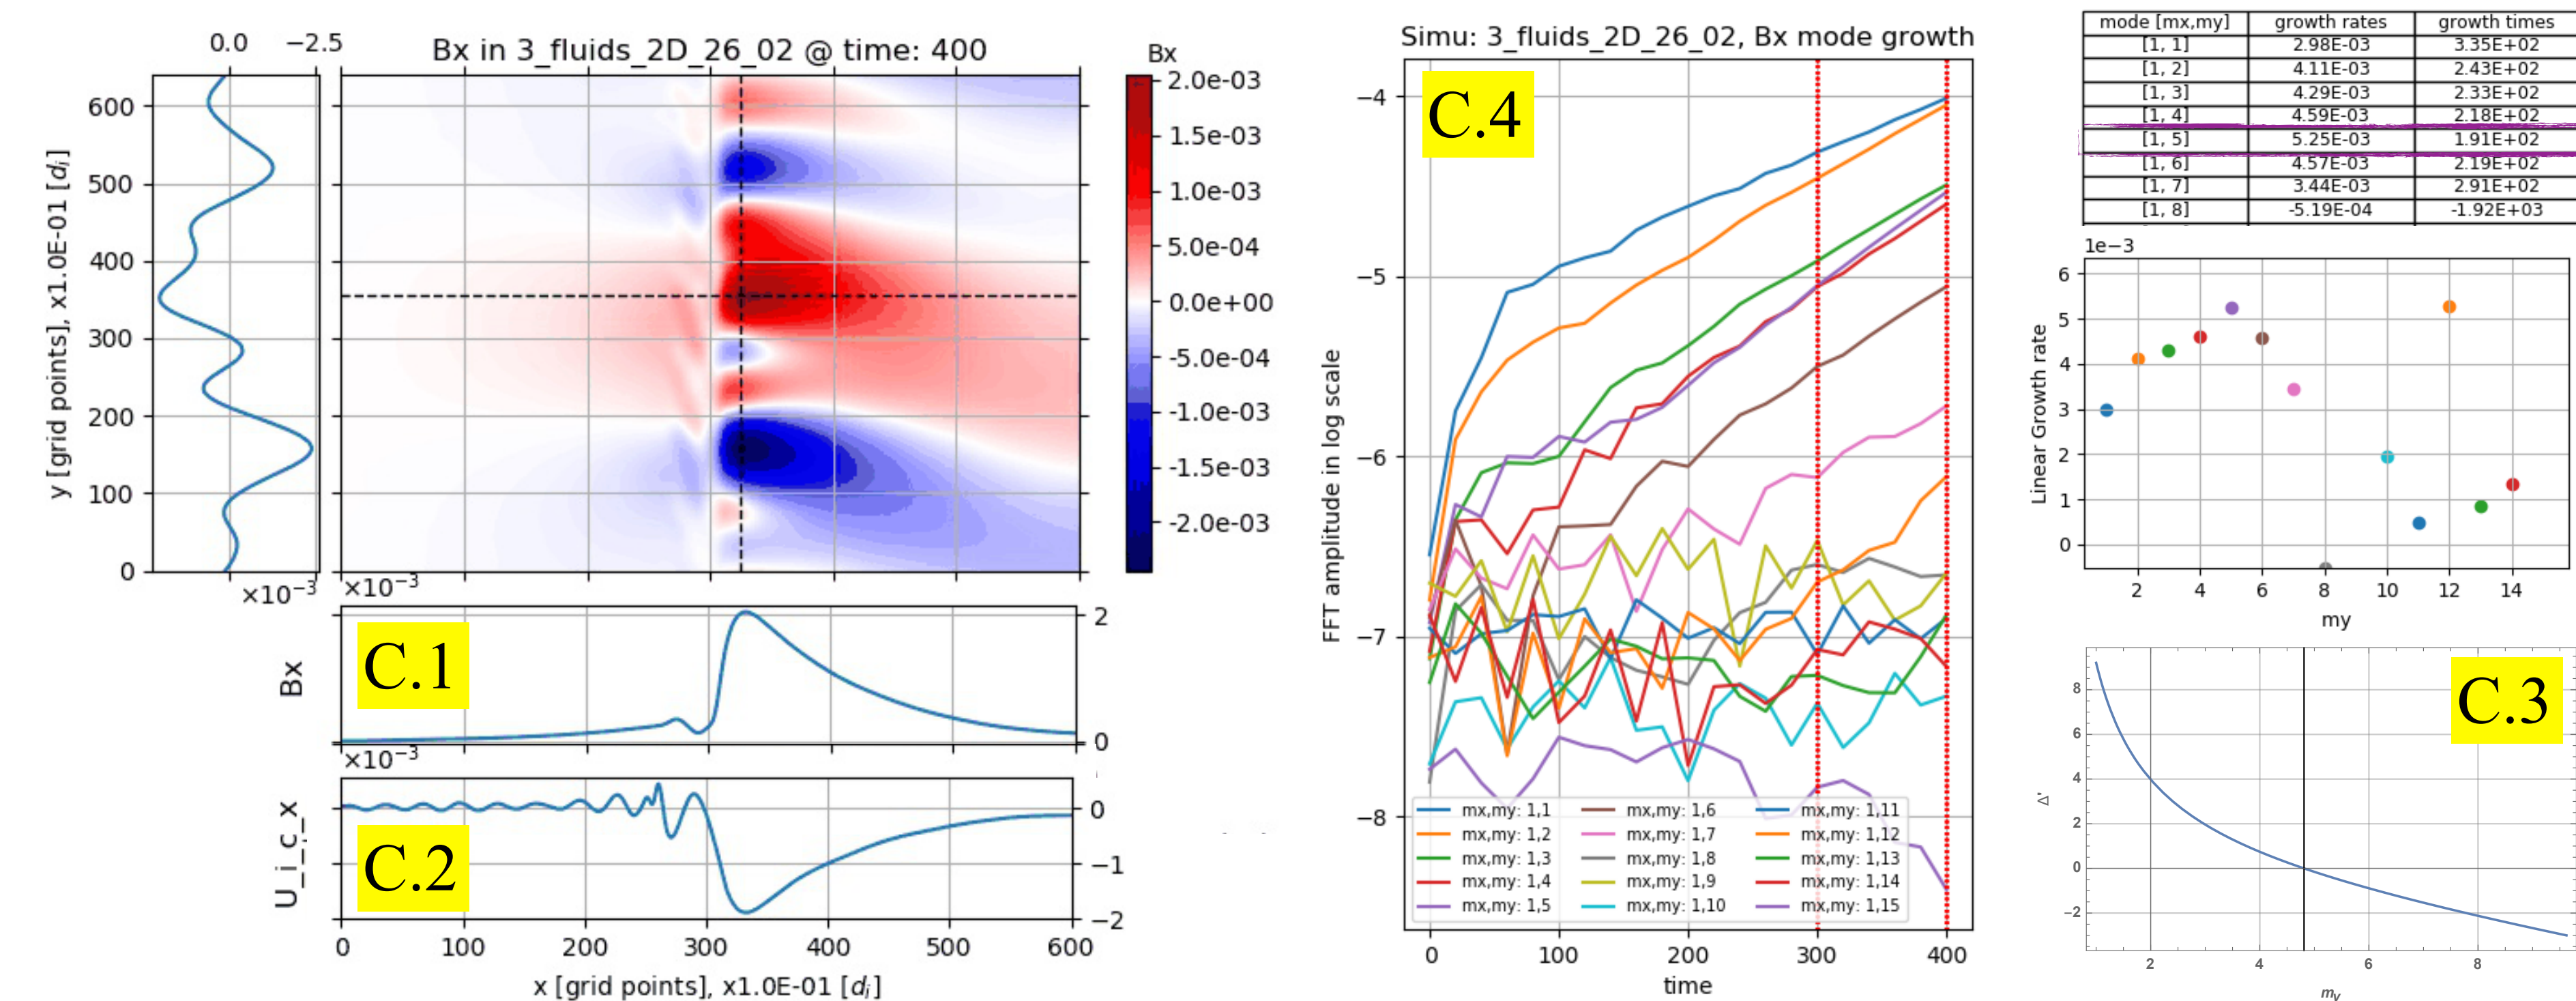 0.0 −2.5
Bx in 3_fluids_2D_26_02 @ time: 400
Bx
y [grid points], x1.0E-01 [di]
600
500
400
300
200
100
0
×10−3
2.0e-03
1.5e-03
1.0e-03
5.0e-04
0.0e+00
-5.0e-04
-1.0e-03
-1.5e-03
-2.0e-03
×10−3
Bx
C.1
2
0
×10−3
U_i_c_x
C.2
0
−1
−2
0 100 200 300 400 500 600
x [grid points], x1.0E-01 [di]
Simu: 3_fluids_2D_26_02, Bx mode growth
C.4
FFT amplitude in log scale
−4
−5
−6
−7
−8
mx,my: 1,1 mx,my: 1,6 mx,my: 1,11
mx,my: 1,2 mx,my: 1,7 mx,my: 1,12
mx,my: 1,3 mx,my: 1,8 mx,my: 1,13
mx,my: 1,4 mx,my: 1,9 mx,my: 1,14
mx,my: 1,5 mx,my: 1,10 mx,my: 1,15
0 100 200 300 400
time
mode [mx,my] growth rates growth times
[1, 1] 2.98E-03 3.35E+02
[1, 2] 4.11E-03 2.43E+02
[1, 3] 4.29E-03 2.33E+02
[1, 4] 4.59E-03 2.18E+02
[1, 5] 5.25E-03 1.91E+02
[1, 6] 4.57E-03 2.19E+02
[1, 7] 3.44E-03 2.91E+02
[1, 8] -5.19E-04 -1.92E+03
1e−3
Linear Growth rate
6
5
4
3
2
1
0
2 4 6 8 10 12 14
my
C.3
Δ'
8
6
4
2
0
−2
2 4 6 8
my